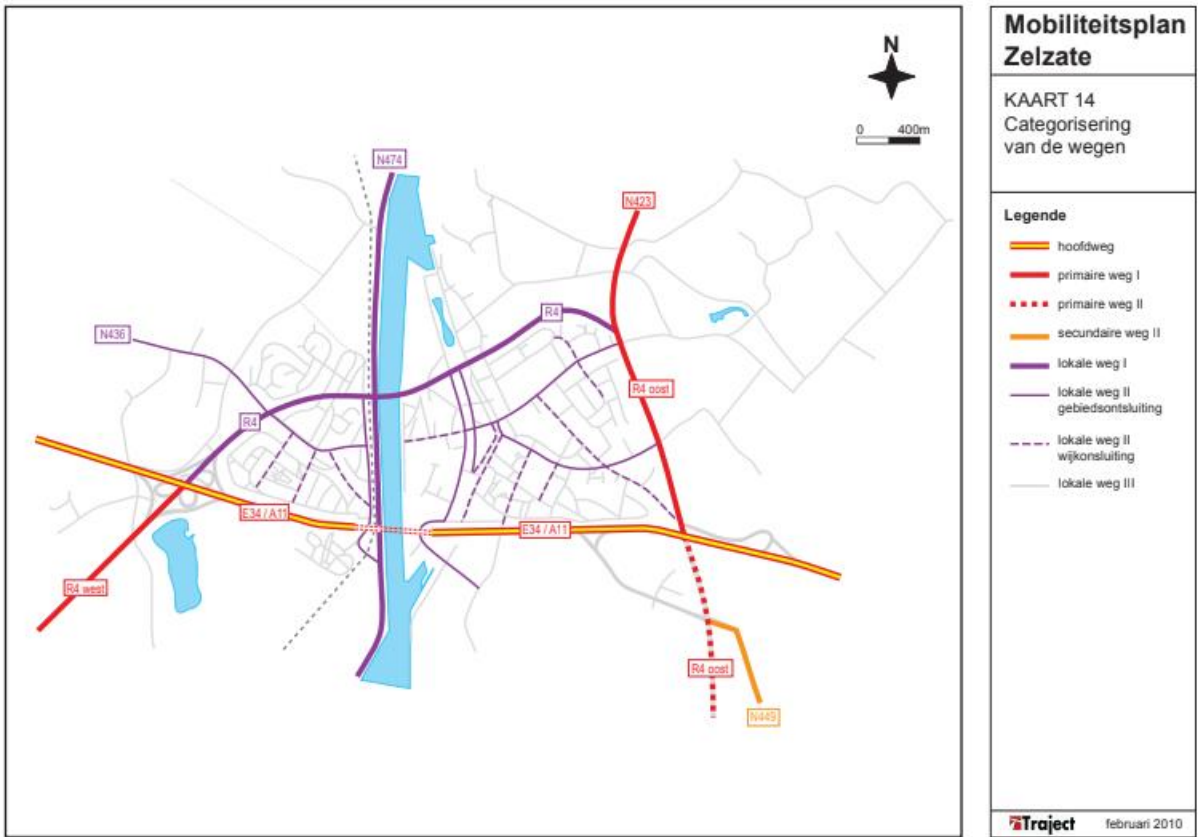 Mobiliteitsplan
Zelzate
KAART 14
Categorisering
van de wegen
Legende
hoofdweg
primaire weg I
primaire weg II
secundaire weg II
lokale weg I
lokale weg II
gebiedsontsluiting
lokale weg II
wijkonsluiting
lokale weg III
Traject februari 2010
N
0 400m
N474
N423
R4
N436
R4 oost
R4
E34 / A11
E34 / A11
R4 west
R4 oost
N449